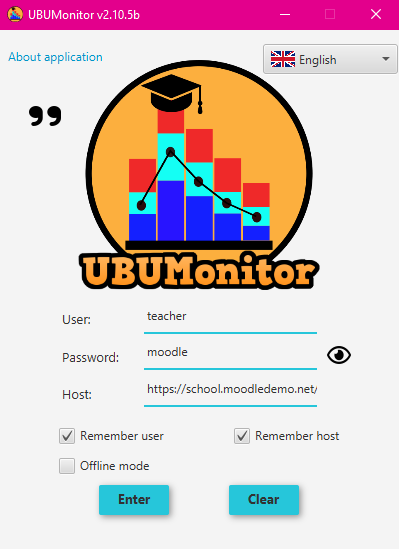 UBUMonitor v2.10.5b
About application
English
UBUMonitor
User:
teacher
Password:
moodle
Host:
https://school.moodledemo.net/
Remember user
Remember host
Offline mode
Enter
Clear